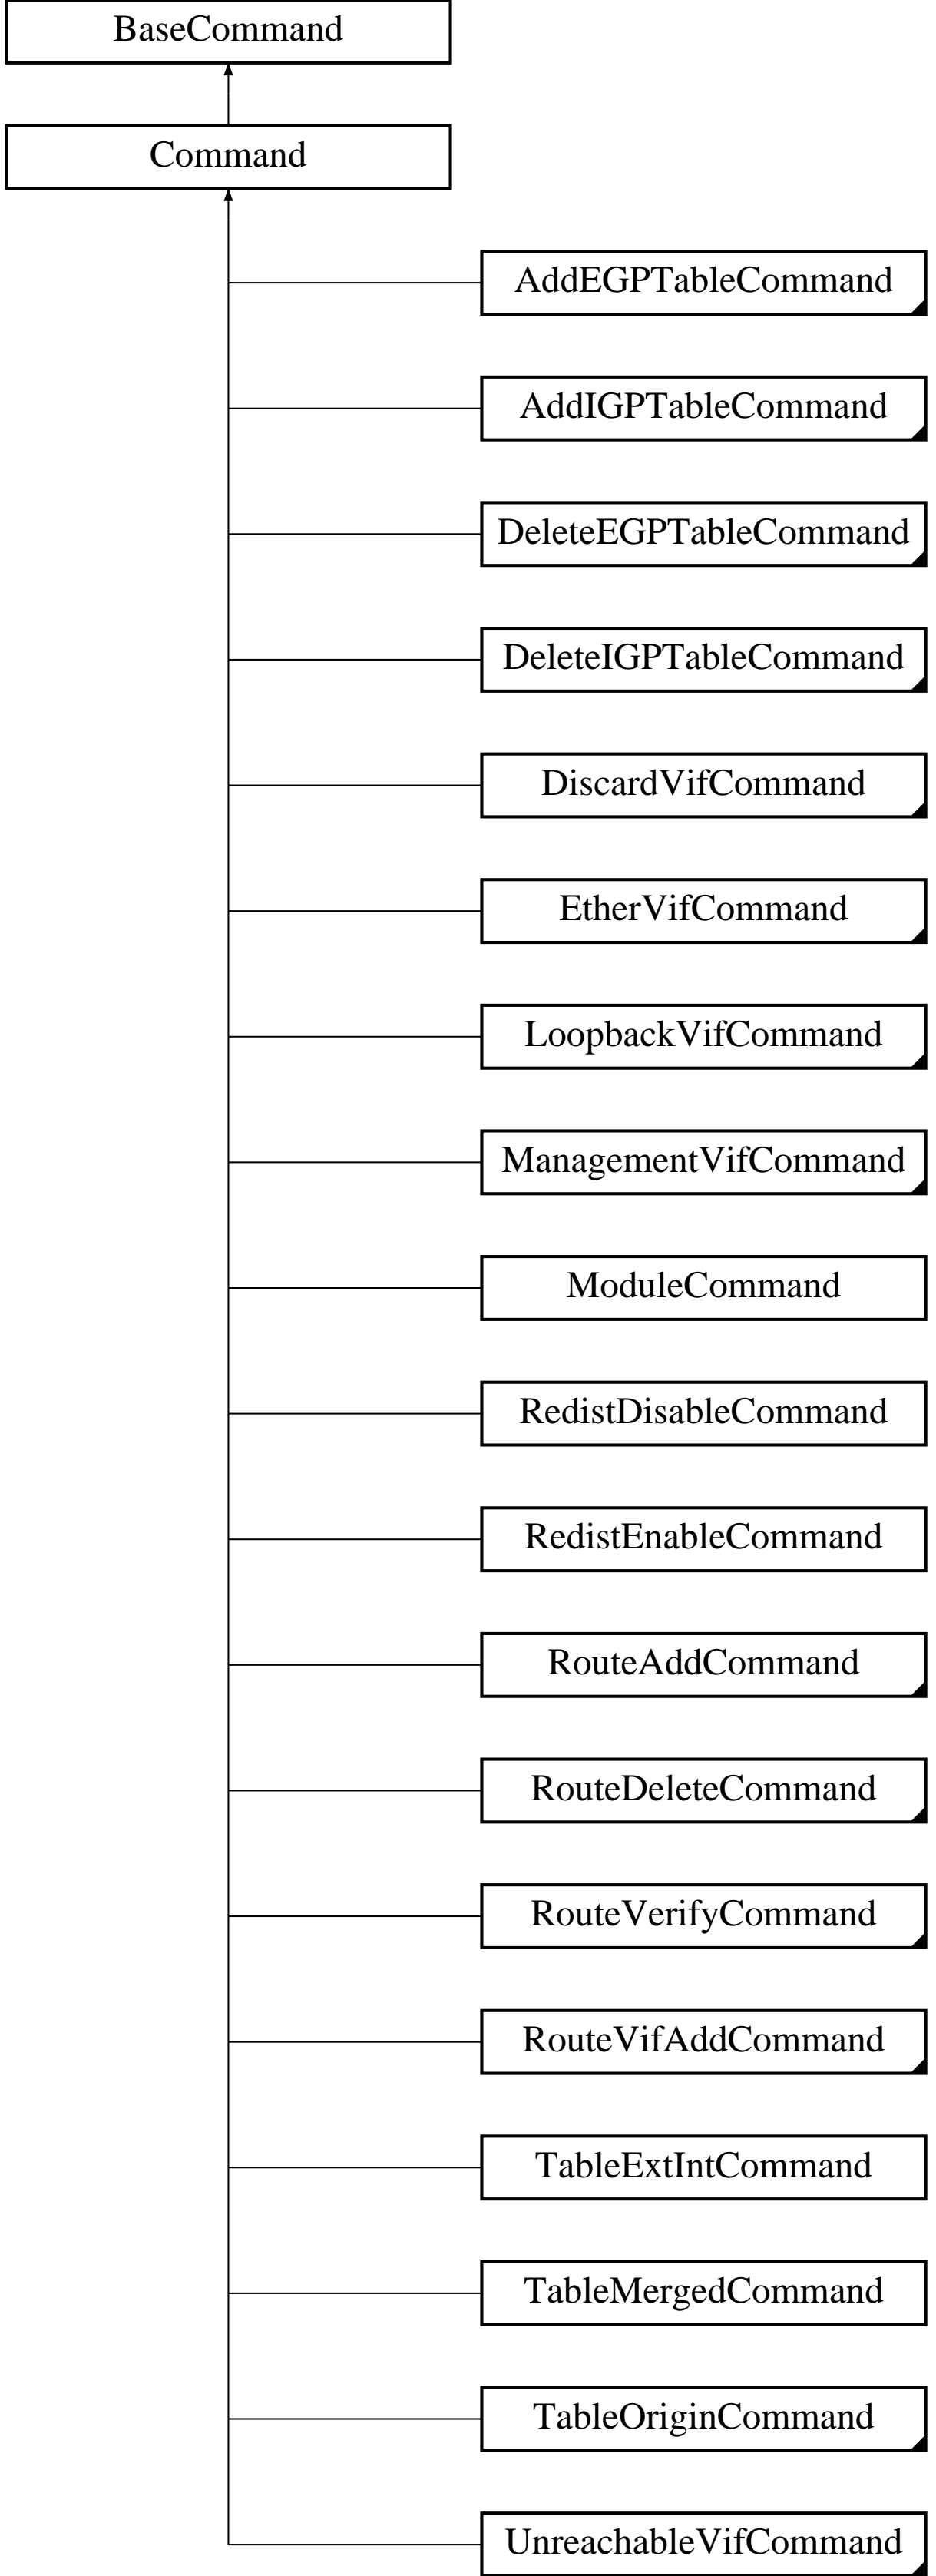 BaseCommand
Command
AddEGPTableCommand
AddIGPTableCommand
DeleteEGPTableCommand
DeleteIGPTableCommand
DiscardVifCommand
EtherVifCommand
LoopbackVifCommand
ManagementVifCommand
ModuleCommand
RedistDisableCommand
RedistEnableCommand
RouteAddCommand
RouteDeleteCommand
RouteVerifyCommand
RouteVifAddCommand
TableExtIntCommand
TableMergedCommand
TableOriginCommand
UnreachableVifCommand